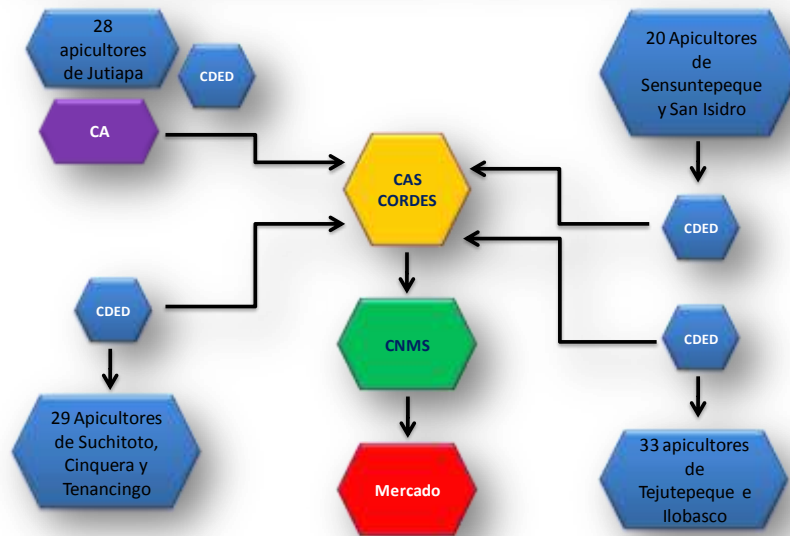 28
apicultores
de Jutiapa
CDED
CA
20 Apicultores
de
Sensuntepeque
y San Isidro
CAS
CORDES
CDED
CDED
CDED
CNMS
29 Apicultores
de Suchitoto,
Cinquera y
Tenancingo
Mercado
33 apicultores
de
Tejutepeque e
Ilobasco